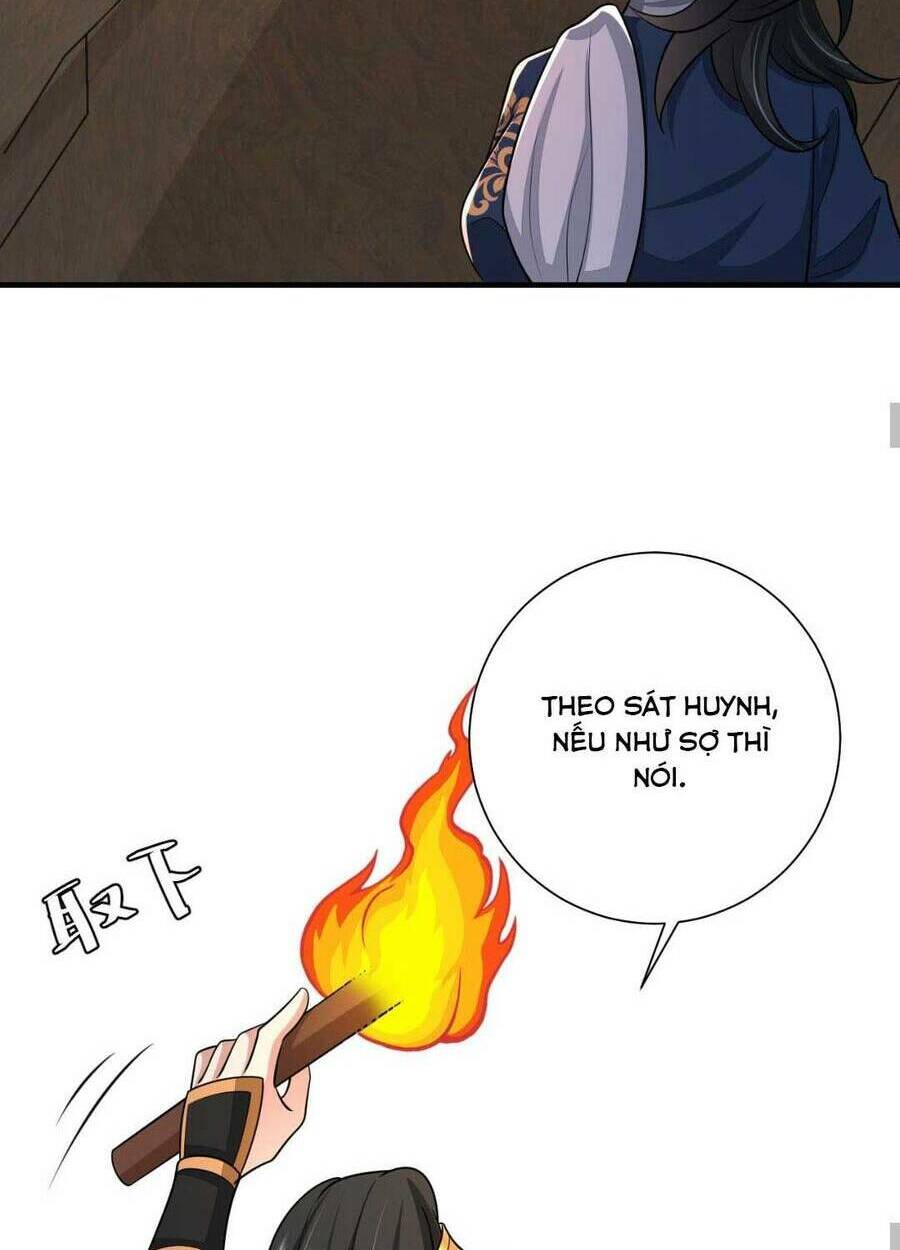 THEO SÁT HUYNH,
NẾU NHƯ SỢ THÌ
NÓI.
取下